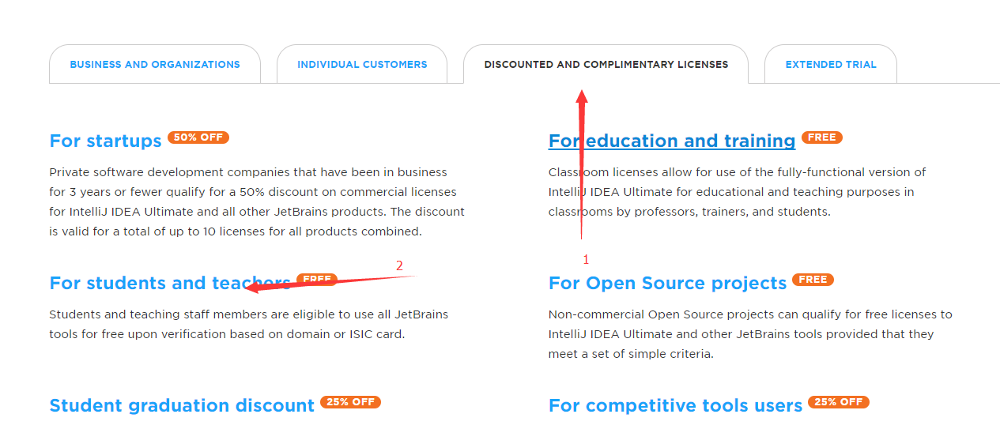 BUSINESS AND ORGANIZATIONS
INDIVIDUAL CUSTOMERS
DISCOUNTED AND COMPLIMENTARY LICENSES
EXTENDED TRIAL
For startups 50% OFF
Private software development companies that have been in business
for 3 years or fewer qualify for a 50% discount on commercial licenses
for IntelliJ IDEA Ultimate and all other JetBrains products. The discount
is valid for a total of up to 10 licenses for all products combined.
For education and training FREE
Classroom licenses allow for use of the fully-functional version of
IntelliJ IDEA Ultimate for educational and teaching purposes in
classrooms by professors, trainers, and students.
1
2
For students and teachers FREE
Students and teaching staff members are eligible to use all JetBrains
tools for free upon verification based on domain or ISIC card.
For Open Source projects FREE
Non-commercial Open Source projects can qualify for free licenses to
IntelliJ IDEA Ultimate and other JetBrains tools provided that they
meet a set of simple criteria.
Student graduation discount 25% OFF
For competitive tools users 25% OFF